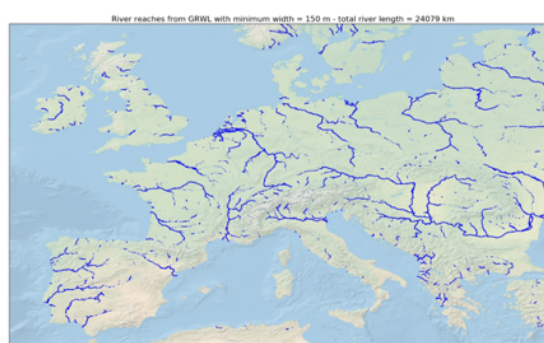 River reaches from GRWL with minimum width = 150 m - total river length = 24079 km